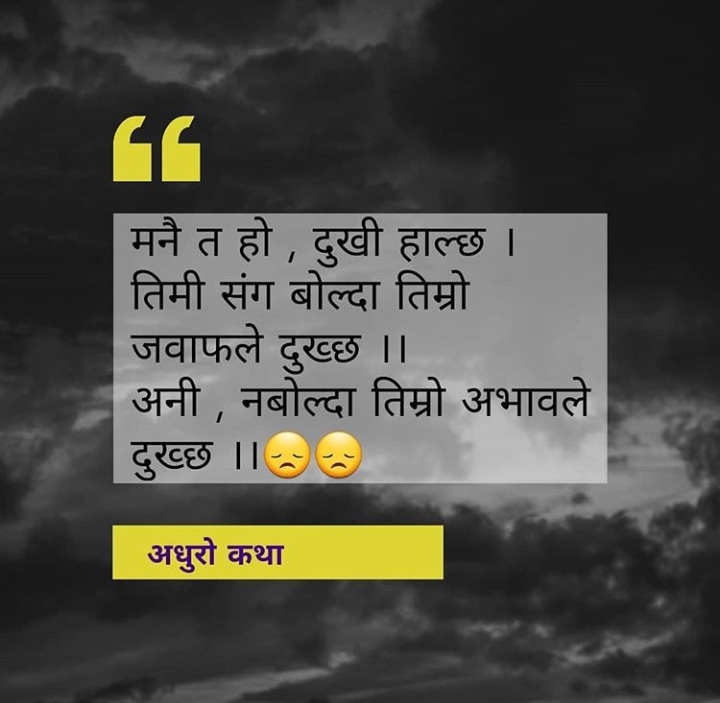 मनै त हो , दुखी हाल्छ ।
तिमी संग बोल्दा तिम्रो
जवाफले दुख्छ ।।
अनी , नबोल्दा तिम्रो अभावले
दुख्छ ।।😞😞
अधुरो कथा